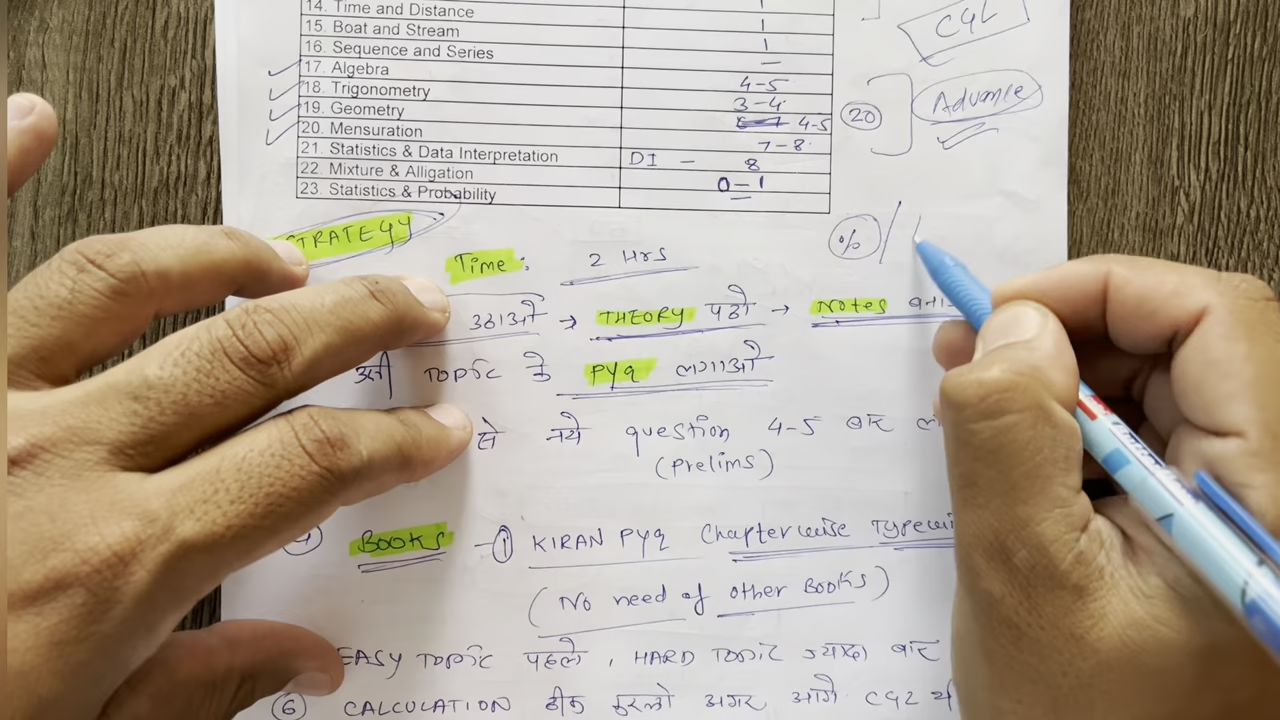 14. Time and Distance 1
15. Boat and Stream 1
16. Sequence and Series 1
17. Algebra —
18. Trigonometry 4-5
19. Geometry 3-4
20. Mensuration 4-5
21. Statistics & Data Interpretation 7-8
22. Mixture & Alligation DI - 8
23. Statistics & Probability 0-1
CGL
20 Advance
STRATEGY
% /
Time: 2 Hrs
उठाओ → THEORY पढो → Notes
उसी TOPIC के PYQ लगाओ
से नये question 4-5 बार
(Prelims)
BOOKS - 1 KIRAN PYQ Chapterwise Typewi
(No need of other Books)
EASY TOPIC पहले, HARD TOPIC ज्यादा बार
6 CALCULATION ठीक करलो अगर आगे CGL